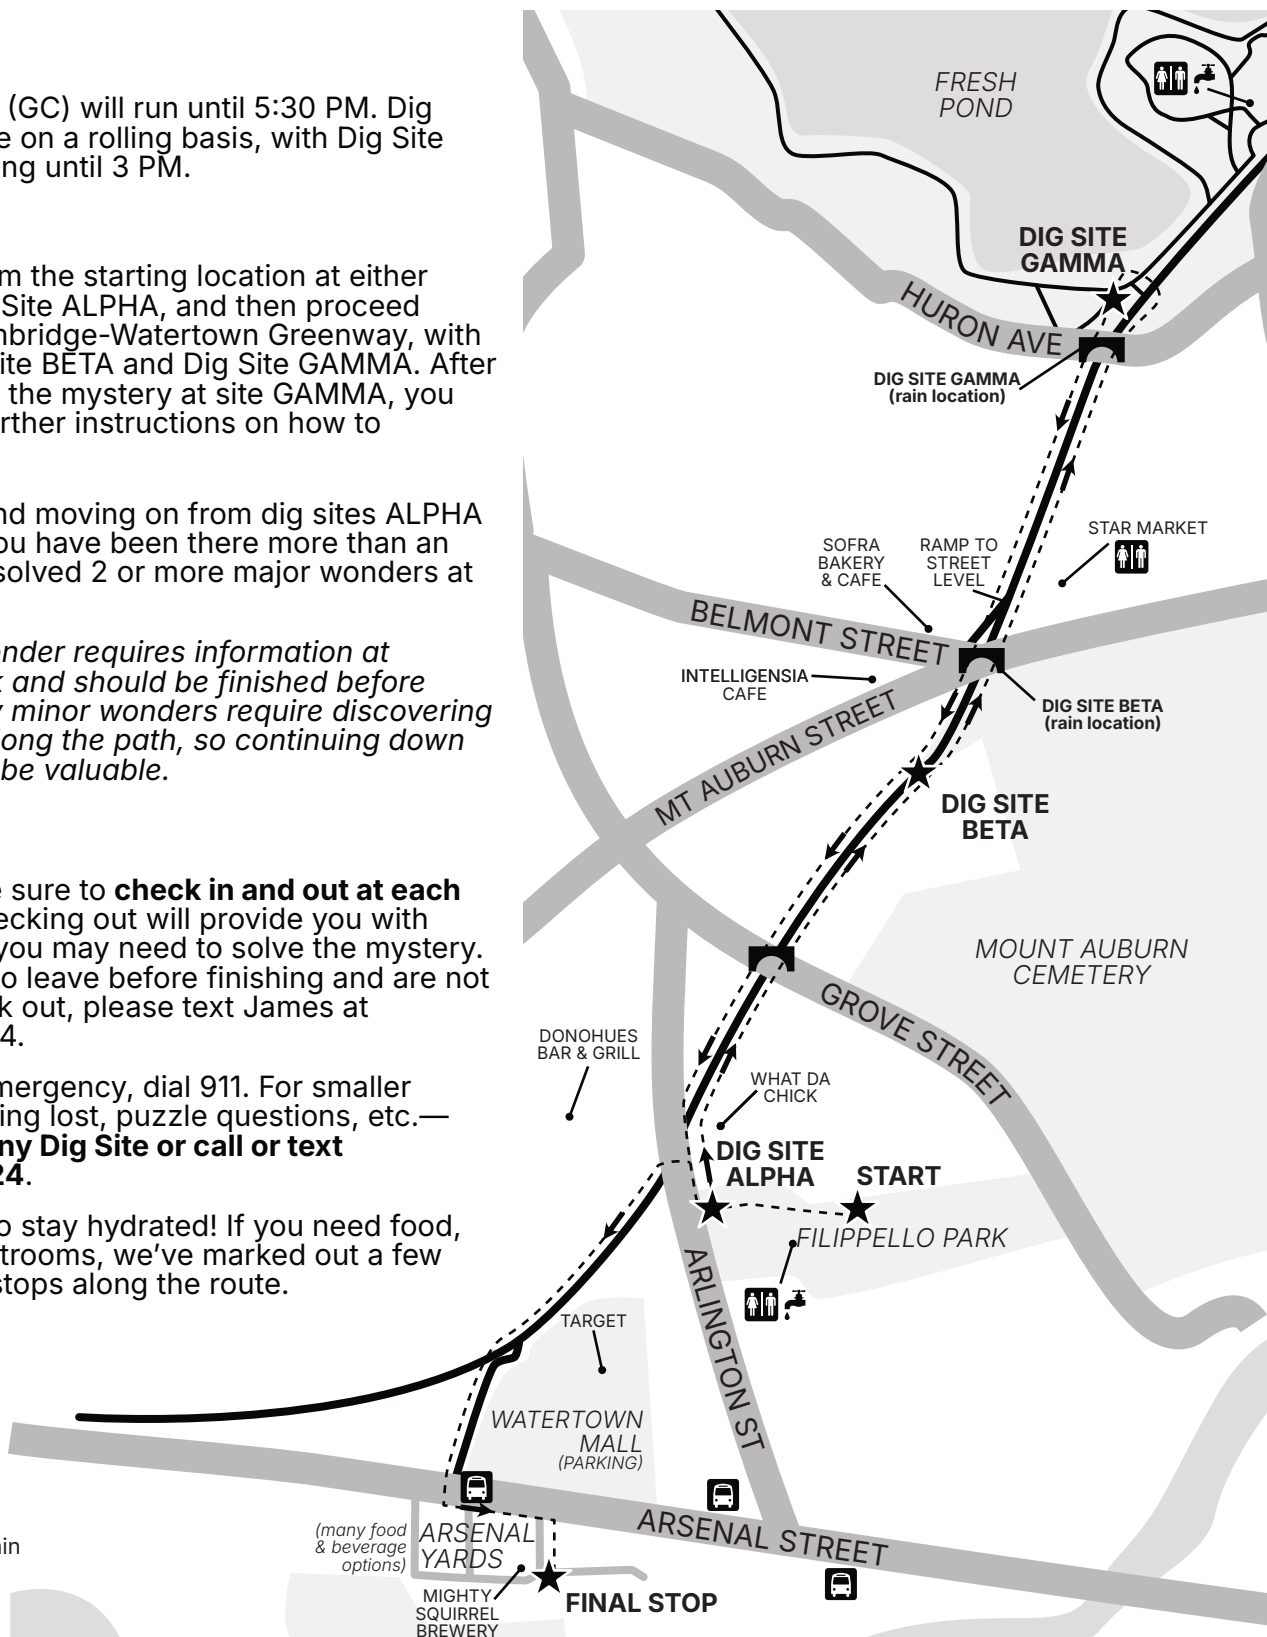 (GC) will run until 5:30 PM. Dig
e on a rolling basis, with Dig Site
ng until 3 PM.
m the starting location at either
Site ALPHA, and then proceed
mbridge-Watertown Greenway, with
ite BETA and Dig Site GAMMA. After
the mystery at site GAMMA, you
rther instructions on how to
nd moving on from dig sites ALPHA
ou have been there more than an
solved 2 or more major wonders at
onder requires information at
k and should be finished before
y minor wonders require discovering
long the path, so continuing down
be valuable.
e sure to check in and out at each
ecking out will provide you with
you may need to solve the mystery.
o leave before finishing and are not
k out, please text James at
4.
mergency, dial 911. For smaller
ing lost, puzzle questions, etc.—
ny Dig Site or call or text
24.
o stay hydrated! If you need food,
trooms, we’ve marked out a few
stops along the route.
ain
FRESH
POND
DIG SITE
GAMMA
HURON AVE
DIG SITE GAMMA
(rain location)
STAR MARKET
SOFRA
BAKERY
& CAFE
RAMP TO
STREET
LEVEL
BELMONT STREET
INTELLIGENSIA
CAFE
DIG SITE BETA
(rain location)
MT AUBURN STREET
DIG SITE
BETA
MOUNT AUBURN
CEMETERY
GROVE STREET
DONOHUES
BAR & GRILL
WHAT DA
CHICK
DIG SITE
ALPHA
START
FILIPPELLO PARK
ARLINGTON ST
TARGET
WATERTOWN
MALL
(PARKING)
ARSENAL STREET
(many food
& beverage
options)
ARSENAL
YARDS
MIGHTY
SQUIRREL
BREWERY
FINAL STOP